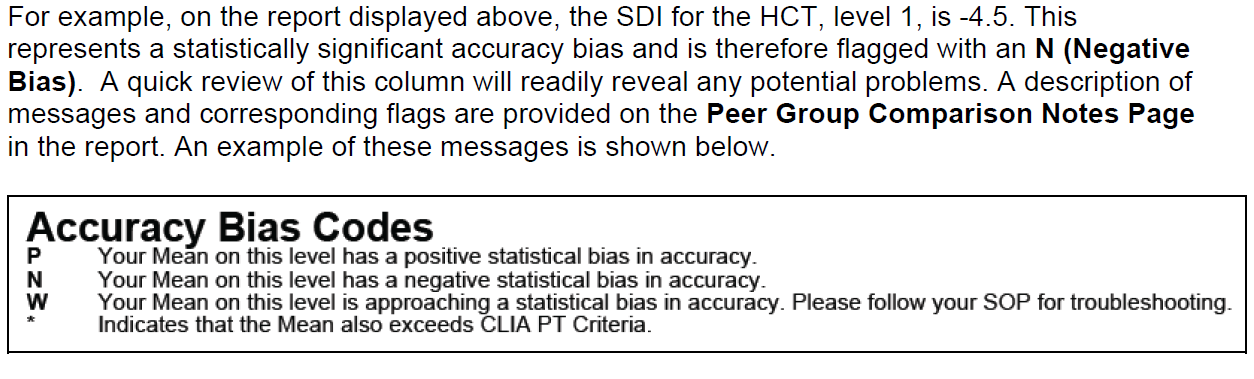 For example, on the report displayed above, the SDI for the HCT, level 1, is -4.5. This
represents a statistically significant accuracy bias and is therefore flagged with an N (Negative
Bias).  A quick review of this column will readily reveal any potential problems. A description of
messages and corresponding flags are provided on the Peer Group Comparison Notes Page
in the report. An example of these messages is shown below.
Accuracy Bias Codes
P Your Mean on this level has a positive statistical bias in accuracy.
N Your Mean on this level has a negative statistical bias in accuracy.
W Your Mean on this level is approaching a statistical bias in accuracy. Please follow your SOP for troubleshooting.
* Indicates that the Mean also exceeds CLIA PT Criteria.